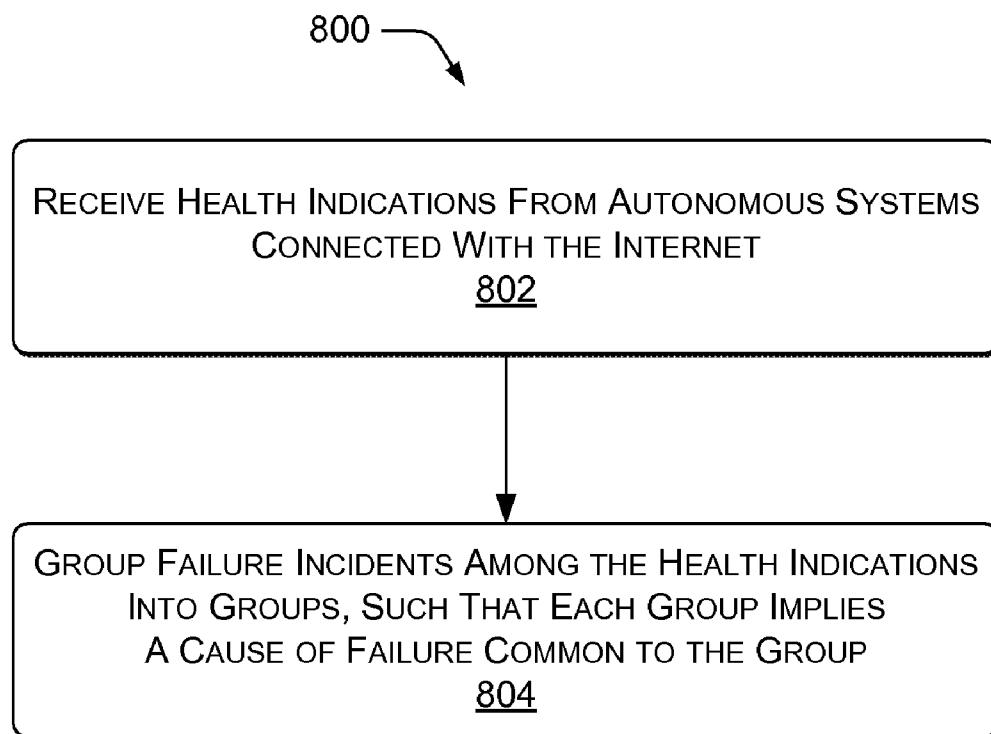 800
RECEIVE HEALTH INDICATIONS FROM AUTONOMOUS SYSTEMS
CONNECTED WITH THE INTERNET
802
GROUP FAILURE INCIDENTS AMONG THE HEALTH INDICATIONS
INTO GROUPS, SUCH THAT EACH GROUP IMPLIES
A CAUSE OF FAILURE COMMON TO THE GROUP
804